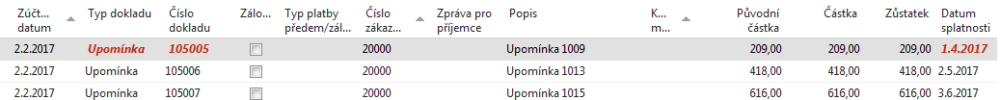 Zúčt... datum Typ dokladu Číslo dokladu Zálo... Typ platby předem/zál... Číslo zákaz... Zpráva pro příjemce Popis K... m... Původní částka Částka Zůstatek Datum splatnosti
2.2.2017 Upomínka 105005 20000 Upomínka 1009 209,00 209,00 209,00 1.4.2017
2.2.2017 Upomínka 105006 20000 Upomínka 1013 418,00 418,00 418,00 2.5.2017
2.2.2017 Upomínka 105007 20000 Upomínka 1015 616,00 616,00 616,00 3.6.2017